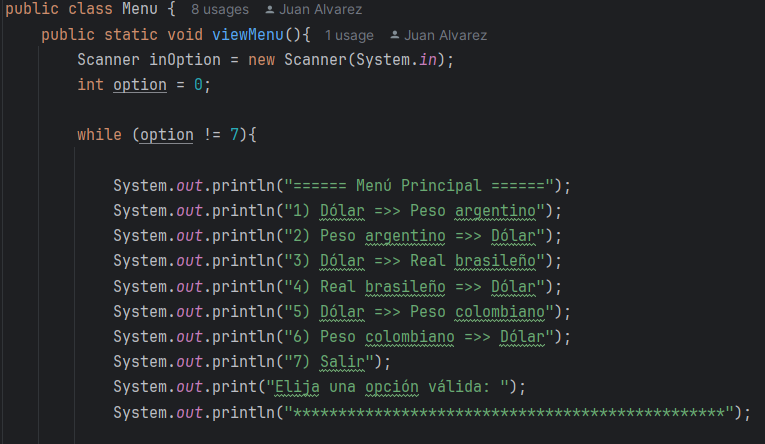 public class Menu { 8 usages Juan Alvarez
public static void viewMenu(){ 1 usage Juan Alvarez
Scanner inOption = new Scanner(System.in);
int option = 0;
while (option != 7){
System.out.println("====== Menú Principal ======");
System.out.println("1) Dólar =>> Peso argentino");
System.out.println("2) Peso argentino =>> Dólar");
System.out.println("3) Dólar =>> Real brasileño");
System.out.println("4) Real brasileño =>> Dólar");
System.out.println("5) Dólar =>> Peso colombiano");
System.out.println("6) Peso colombiano =>> Dólar");
System.out.println("7) Salir");
System.out.print("Elija una opción válida: ");
System.out.println("************************************************");